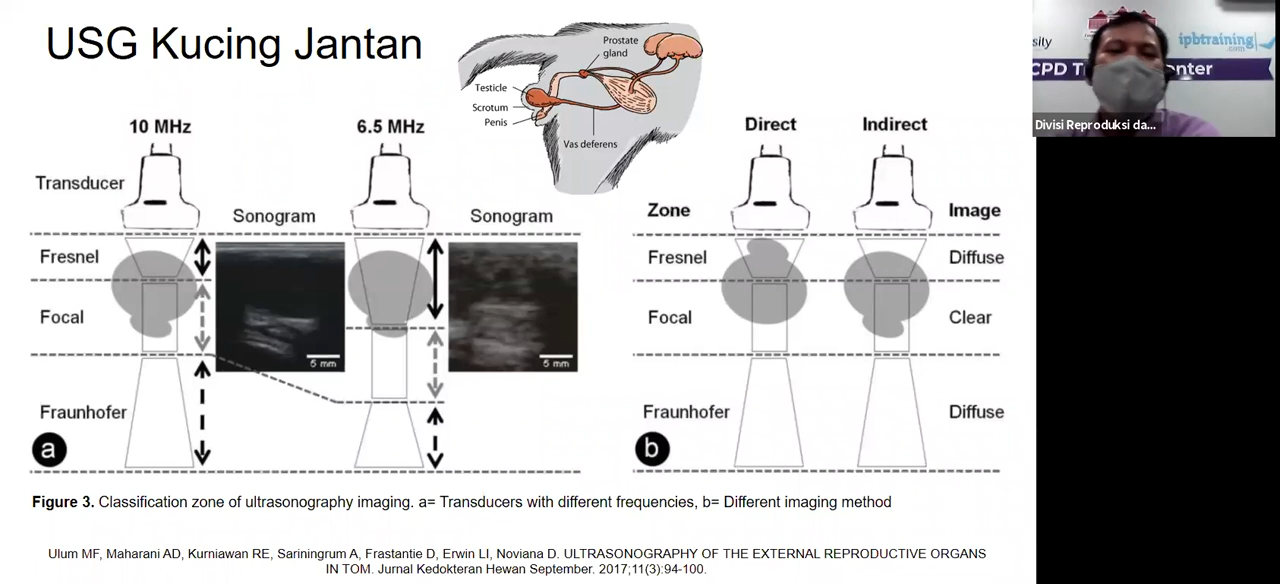 USG Kucing Jantan
Prostate
gland
Testicle
Scrotum
Penis
Vas deferens
10 MHz
6.5 MHz
Transducer
Sonogram
Sonogram
Fresnel
Focal
Fraunhofer
5 mm
5 mm
a
Direct
Indirect
Zone
Image
Fresnel
Diffuse
Focal
Clear
Fraunhofer
Diffuse
b
Figure 3. Classification zone of ultrasonography imaging. a= Transducers with different frequencies, b= Different imaging method
Ulum MF, Maharani AD, Kurniawan RE, Sariningrum A, Frastantie D, Erwin LI, Noviana D. ULTRASONOGRAPHY OF THE EXTERNAL REPRODUCTIVE ORGANS
IN TOM. Jurnal Kedokteran Hewan September. 2017;11(3):94-100.
ipbtraining
.com
CPD
Divisi Reproduksi da...